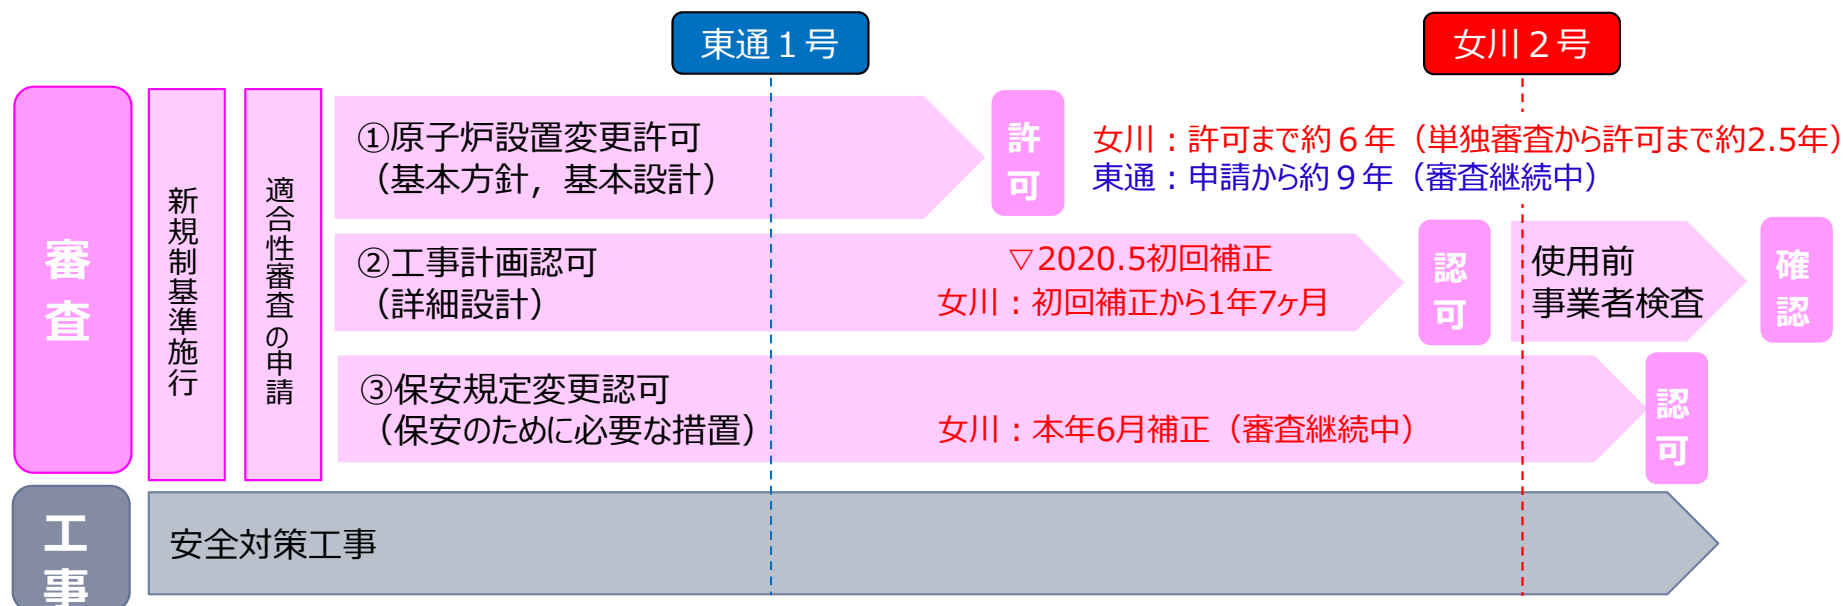 東通１号
女川２号
審査
新規制基準施行
適合性審査の申請
①原子炉設置変更許可
（基本方針，基本設計）
許可
女川：許可まで約６年（単独審査から許可まで約2.5年）
東通：申請から約９年（審査継続中）
②工事計画認可
（詳細設計）
▽2020.5初回補正
女川：初回補正から1年7ヶ月
認可
使用前
事業者検査
確認
③保安規定変更認可
（保安のために必要な措置）
女川：本年6月補正（審査継続中）
認可
工事
安全対策工事